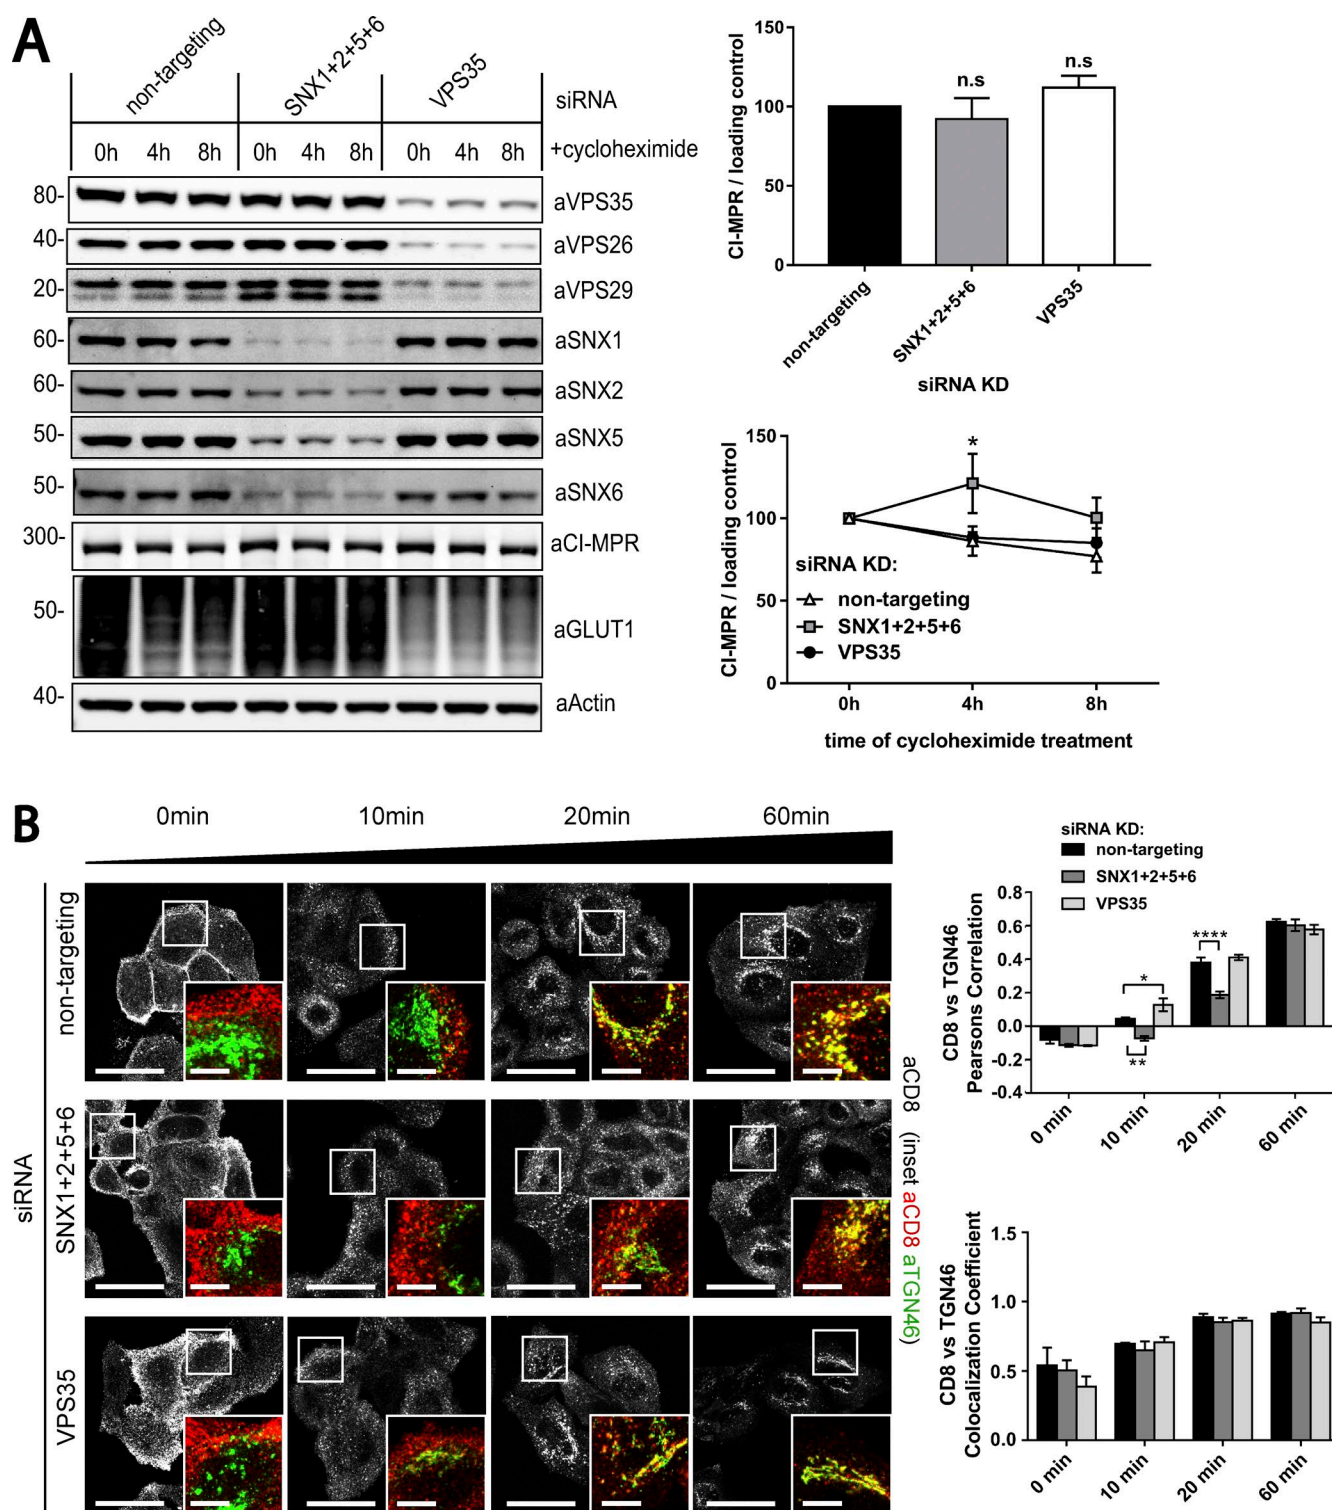 A
non-targeting
SNX1+2+5+6
VPS35
siRNA
0h 4h 8h 0h 4h 8h 0h 4h 8h +cycloheximide
80- aVPS35
40- aVPS26
20- aVPS29
60- aSNX1
60- aSNX2
50- aSNX5
50- aSNX6
300- aCI-MPR
50- aGLUT1
40- aActin
CI-MPR / loading control
150
100
50
0
n.s
n.s
non-targeting
SNX1+2+5+6
VPS35
siRNA KD
CI-MPR / loading control
150
100
50
0
*
siRNA KD:
non-targeting
SNX1+2+5+6
VPS35
0h 4h 8h
time of cycloheximide treatment
B
0min 10min 20min 60min
siRNA
non-targeting
SNX1+2+5+6
VPS35
aCD8 (inset aCD8 aTGN46)
siRNA KD:
non-targeting
SNX1+2+5+6
VPS35
CD8 vs TGN46
Pearsons Correlation
0.8
0.6
0.4
0.2
0.0
-0.2
-0.4
*
**
****
0 min
10 min
20 min
60 min
CD8 vs TGN46
Colocalization Coefficient
1.5
1.0
0.5
0.0
0 min
10 min
20 min
60 min